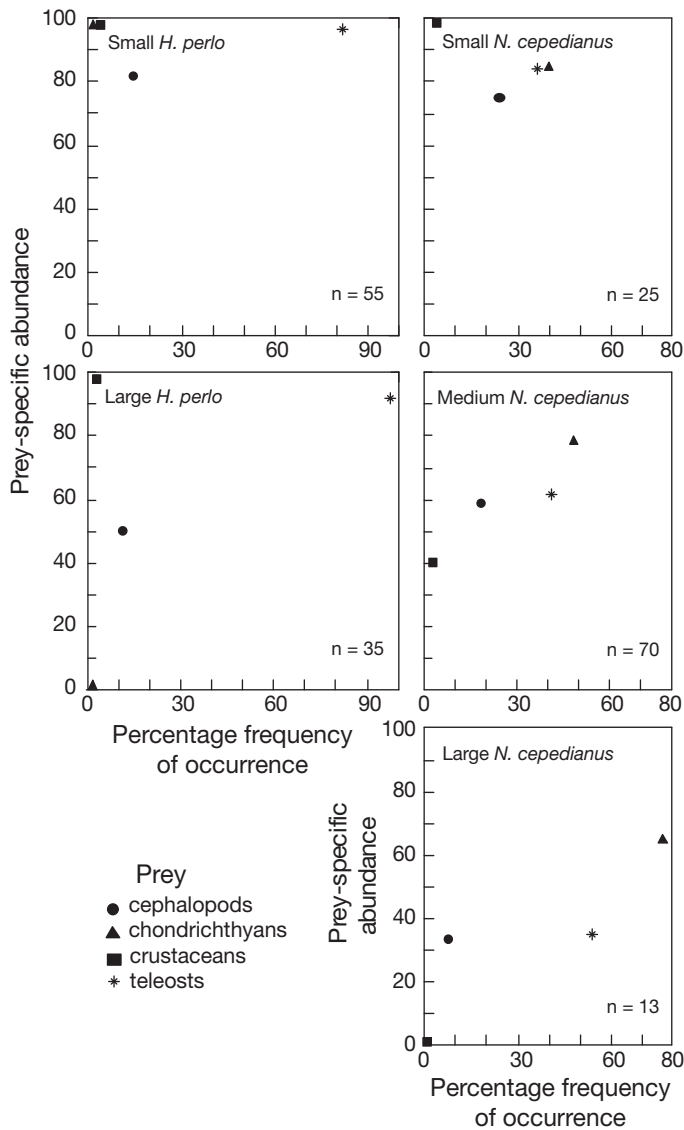 Prey-specific abundance
100
80
60
40
20
0
Small H. perlo
n = 55
0 30 60 90
Small N. cepedianus
n = 25
0 30 60 80
100
80
60
40
20
0
Large H. perlo
n = 35
0 30 60 90
Percentage frequency
of occurrence
Medium N. cepedianus
n = 70
0 30 60 80
Prey-specific
abundance
100
80
60
40
20
0
Large N. cepedianus
n = 13
0 30 60 80
Percentage frequency
of occurrence
Prey
cephalopods
chondrichthyans
crustaceans
teleosts